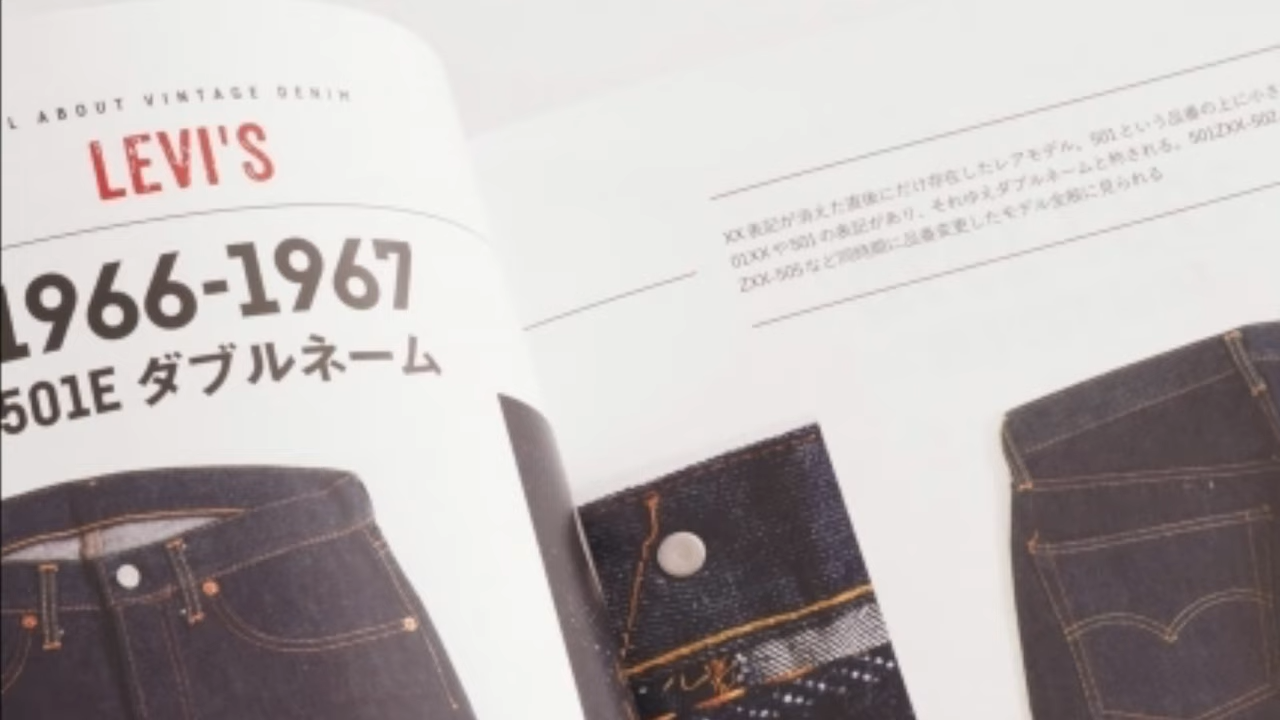 L ABOUT VINTAGE DENIM
LEVI'S
1966-1967
501E ダブルネーム
XX表記が消えた直後にだけ存在したレアモデル。501という品番の上に小さ
01XXや501の表記があり、それゆえダブルネームと称される。501ZXX-502
ZXX-505など同時期に品番変更したモデル全般に見られる